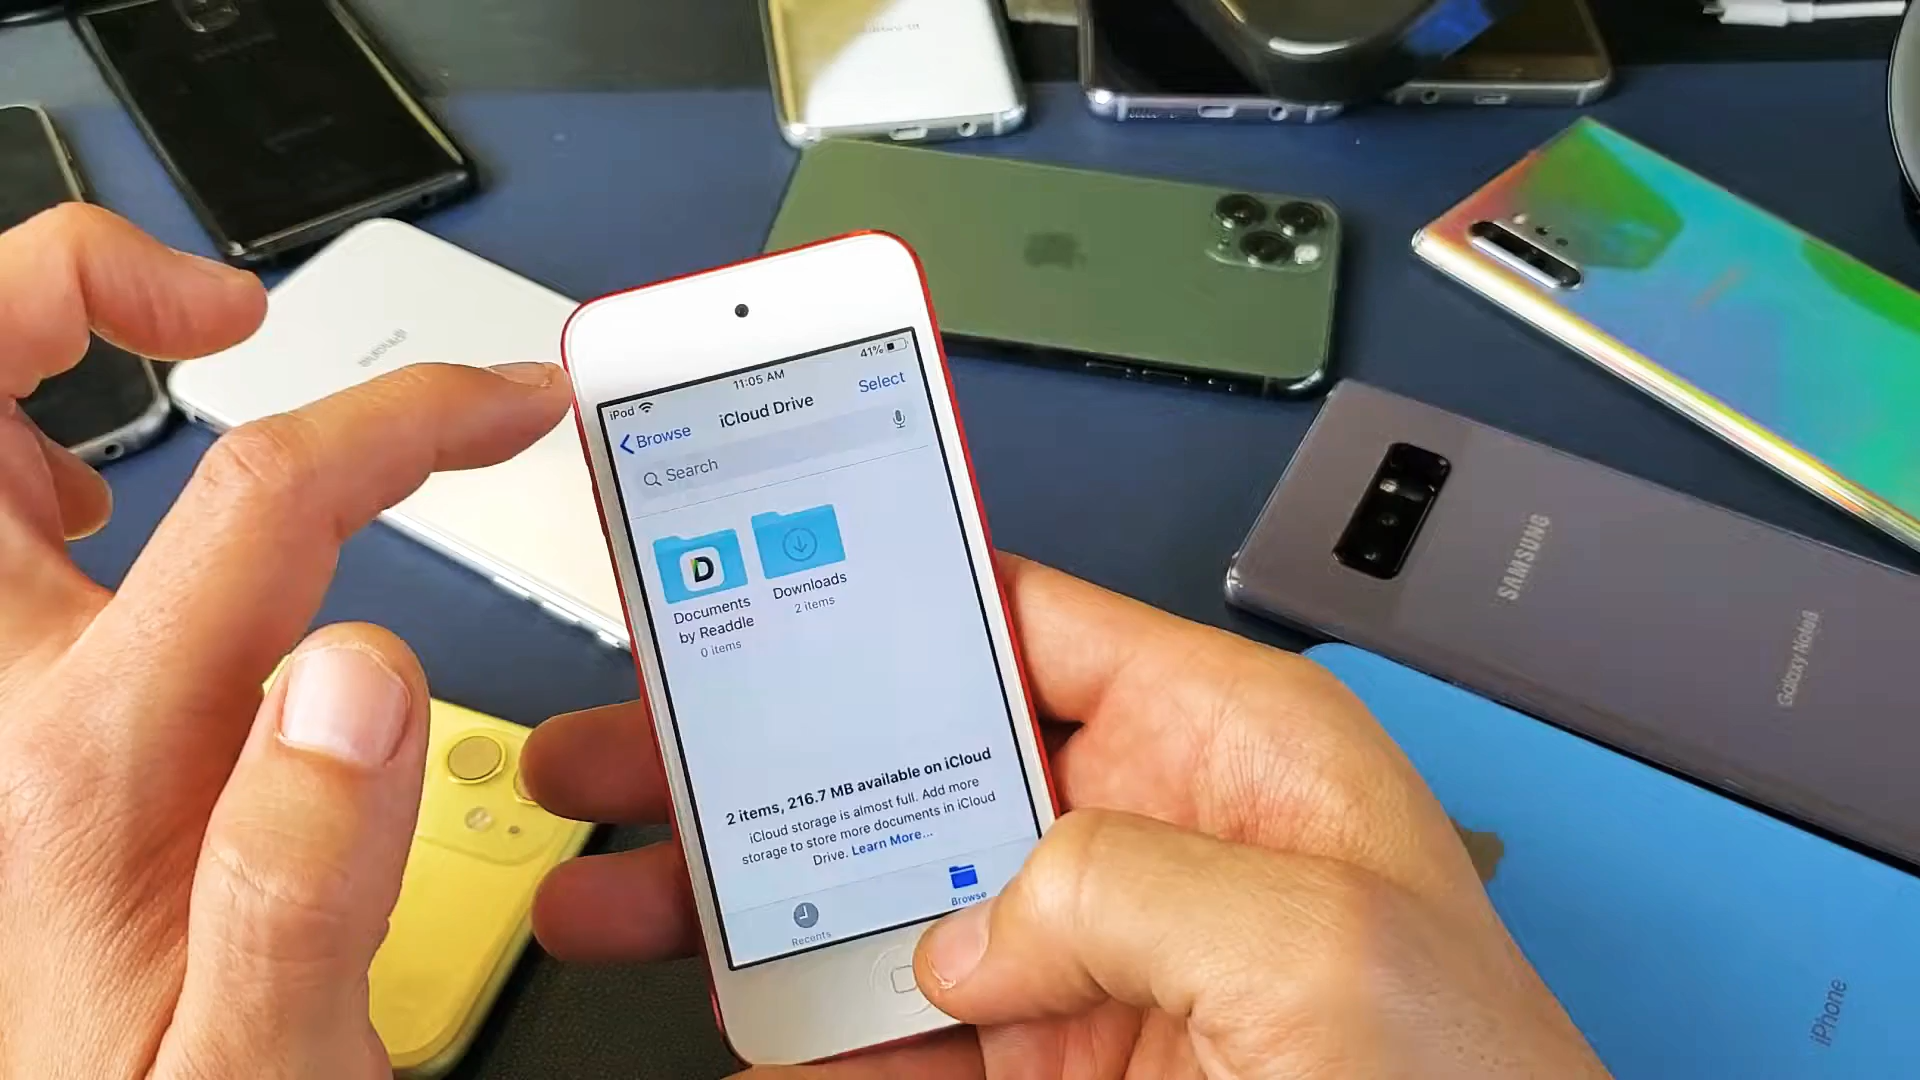 iPod
11:05 AM
41%
Browse
iCloud Drive
Select
Search
D
Documents
by Readdle
0 items
Downloads
2 items
2 items, 216.7 MB available on iCloud
iCloud storage is almost full. Add more
storage to store more documents in iCloud
Drive. Learn More...
Recents
Browse
iPhone
SAMSUNG
Galaxy Note8
iPhone